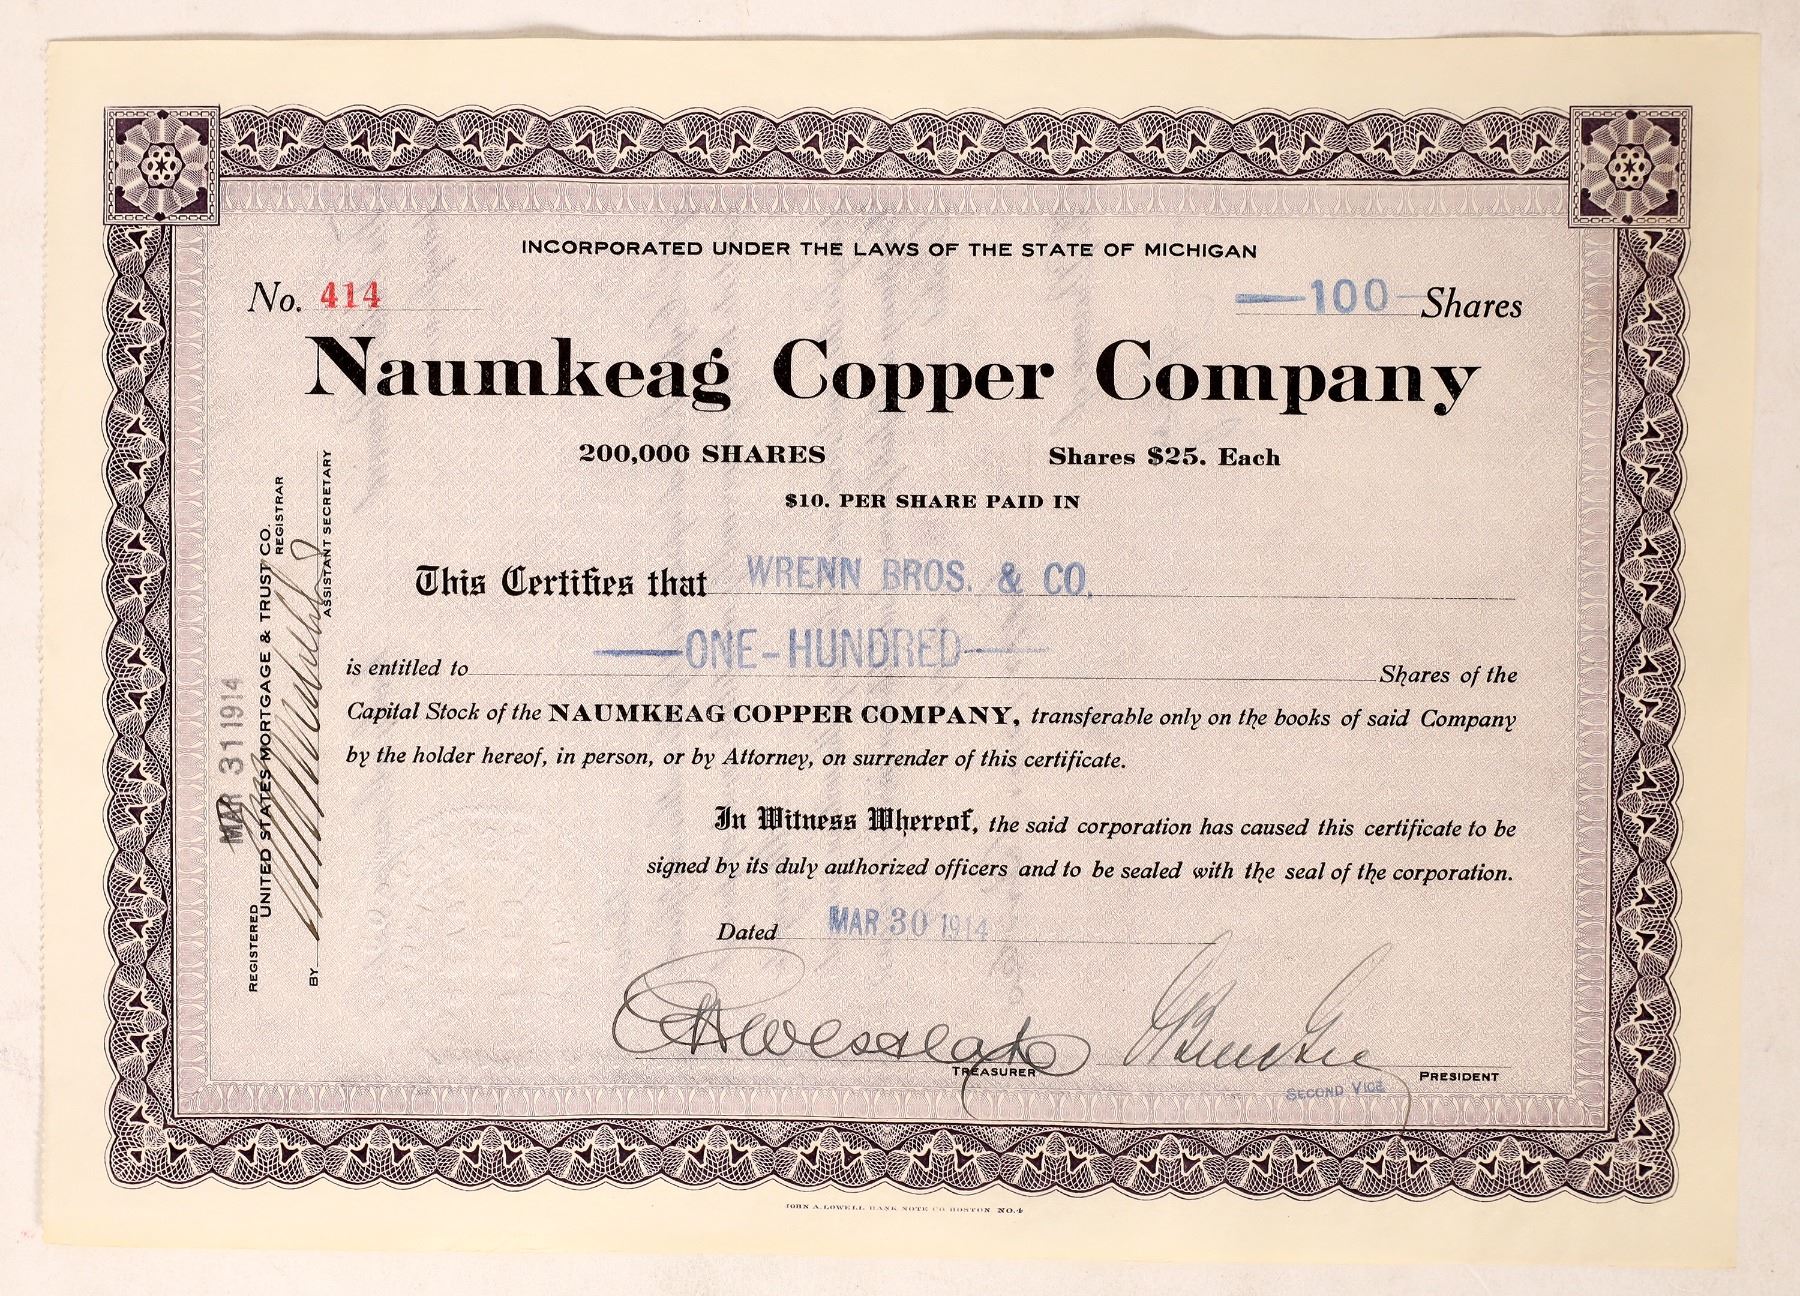 INCORPORATED UNDER THE LAWS OF THE STATE OF MICHIGAN
No. 414
100 Shares
Naumkeag Copper Company
200,000 SHARES Shares $25. Each
$10. PER SHARE PAID IN
This Certifies that WRENN BROS. & CO.
is entitled to ONE-HUNDRED Shares of the
Capital Stock of the NAUMKEAG COPPER COMPANY, transferable only on the books of said Company
by the holder hereof, in person, or by Attorney, on surrender of this certificate.
In Witness Whereof, the said corporation has caused this certificate to be
signed by its duly authorized officers and to be sealed with the seal of the corporation.
Dated MAR 30 1914
TREASURER
SECOND VICE PRESIDENT
MAR 31 1914
REGISTERED
UNITED STATES MORTGAGE & TRUST CO.
REGISTRAR
BY
ASSISTANT SECRETARY
JOHN A. LOWELL BANK NOTE CO BOSTON NO. 4